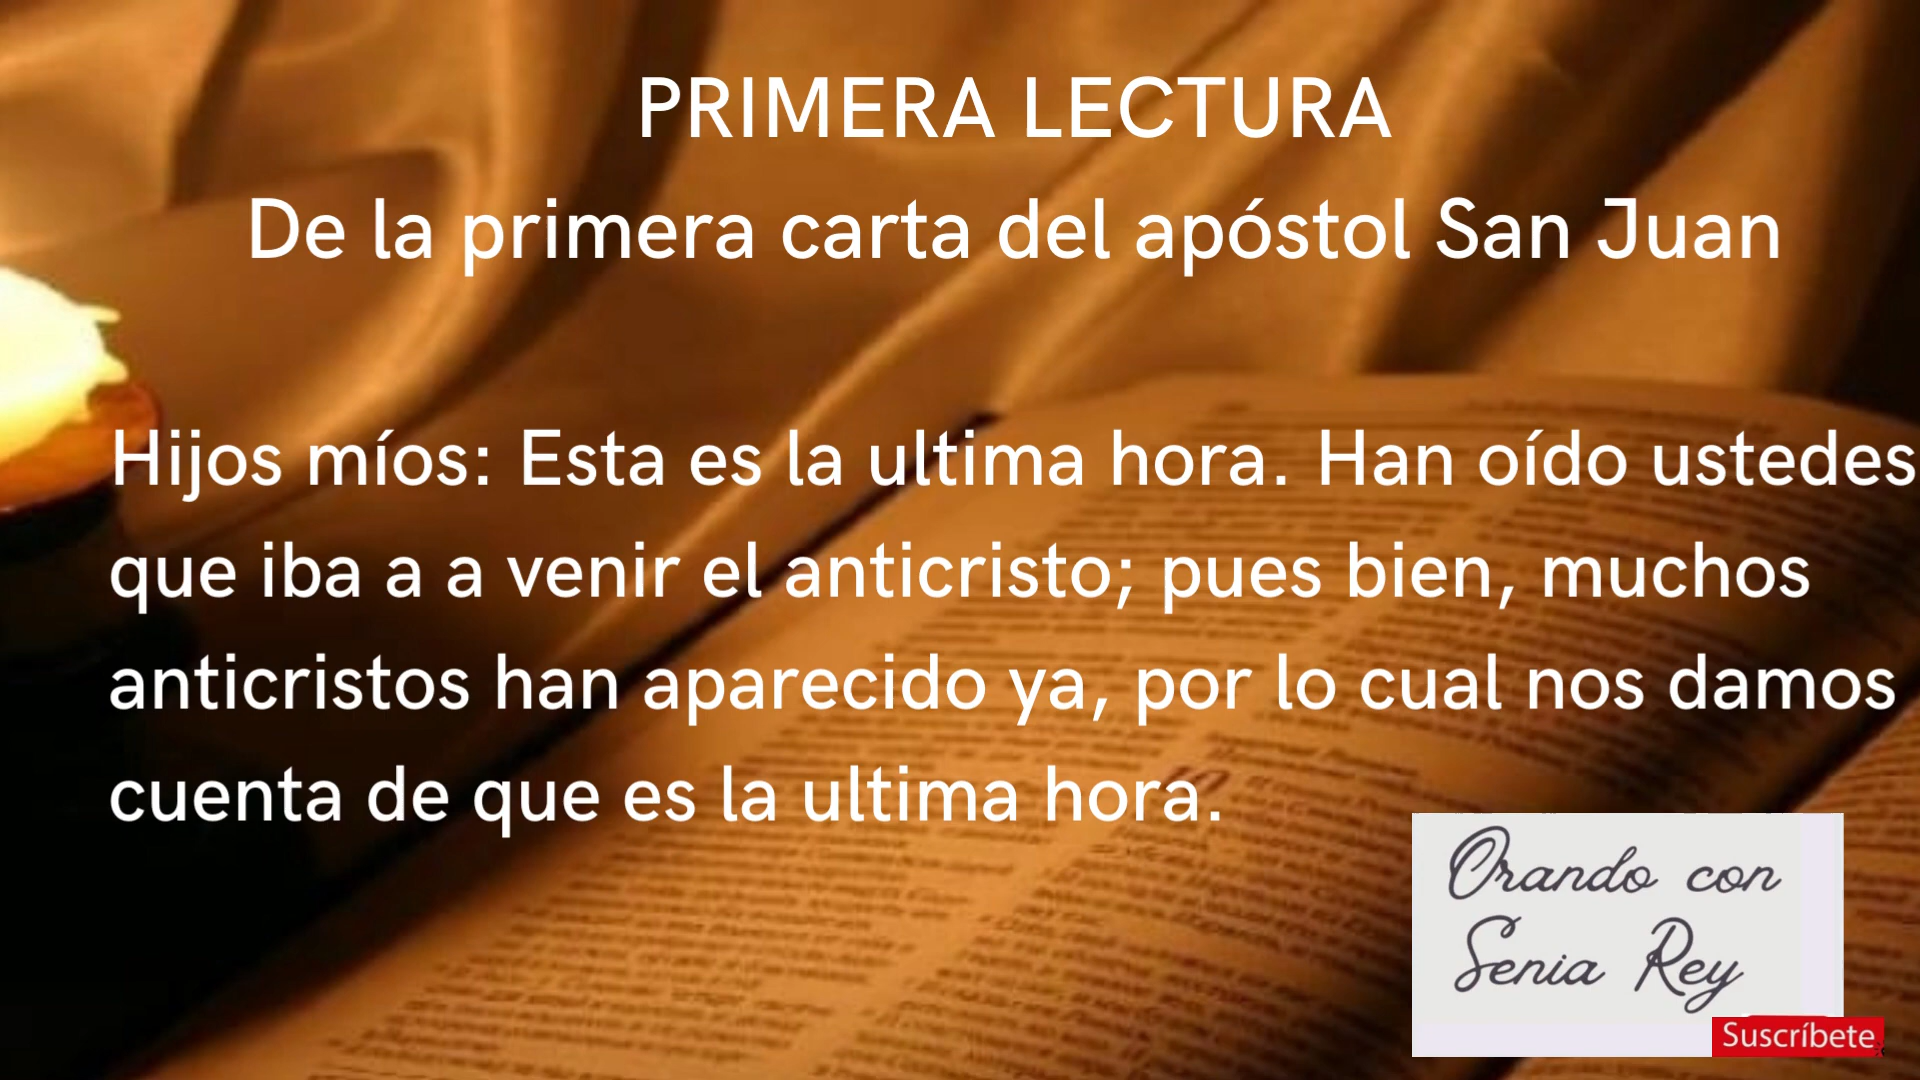 PRIMERA LECTURA
De la primera carta del apóstol San Juan
Hijos míos: Esta es la ultima hora. Han oído ustedes
que iba a a venir el anticristo; pues bien, muchos
anticristos han aparecido ya, por lo cual nos damos
cuenta de que es la ultima hora.
Orando con
Senia Rey
Suscríbete